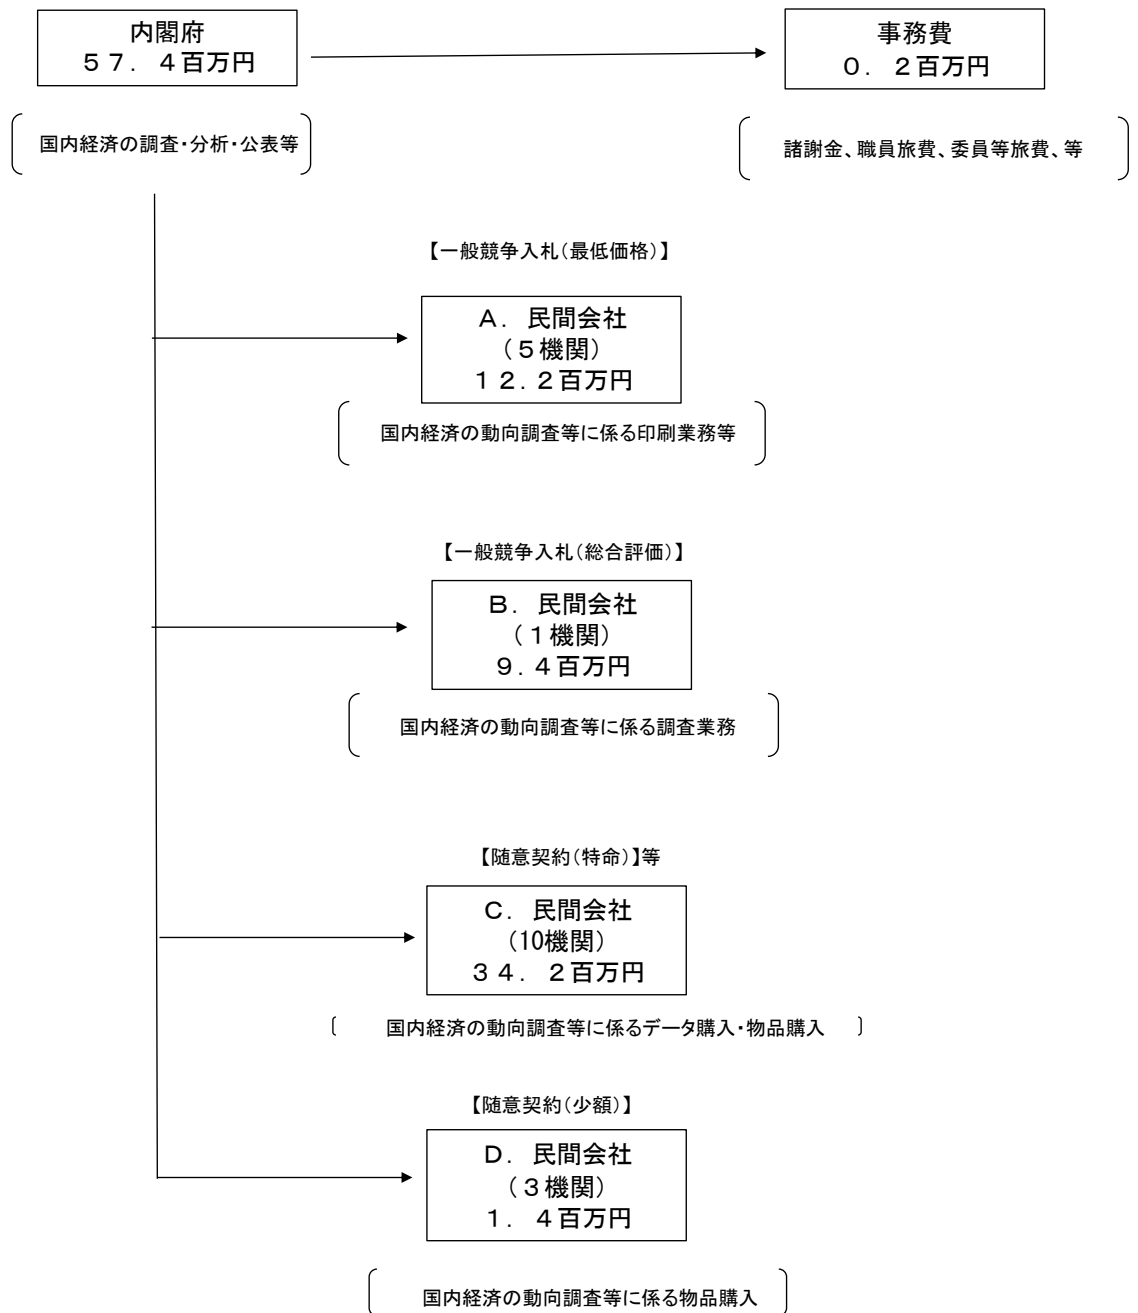 内閣府
５７．４百万円
事務費
０．２百万円
国内経済の調査・分析・公表等
諸謝金、職員旅費、委員等旅費、等
【一般競争入札（最低価格）】
Ａ．民間会社
（５機関）
１２．２百万円
国内経済の動向調査等に係る印刷業務等
【一般競争入札（総合評価）】
Ｂ．民間会社
（１機関）
９．４百万円
国内経済の動向調査等に係る調査業務
【随意契約（特命）】等
Ｃ．民間会社
（10機関）
３４．２百万円
国内経済の動向調査等に係るデータ購入・物品購入
【随意契約（少額）】
Ｄ．民間会社
（３機関）
１．４百万円
国内経済の動向調査等に係る物品購入